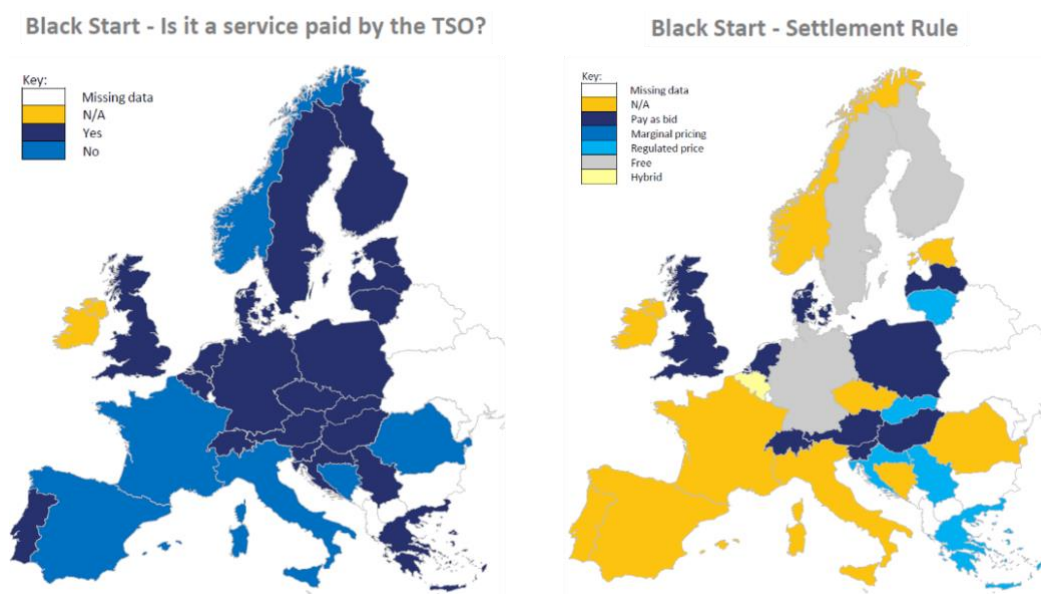 Black Start - Is it a service paid by the TSO?
Key:
Missing data
N/A
Yes
No
Black Start - Settlement Rule
Key:
Missing data
N/A
Pay as bid
Marginal pricing
Regulated price
Free
Hybrid